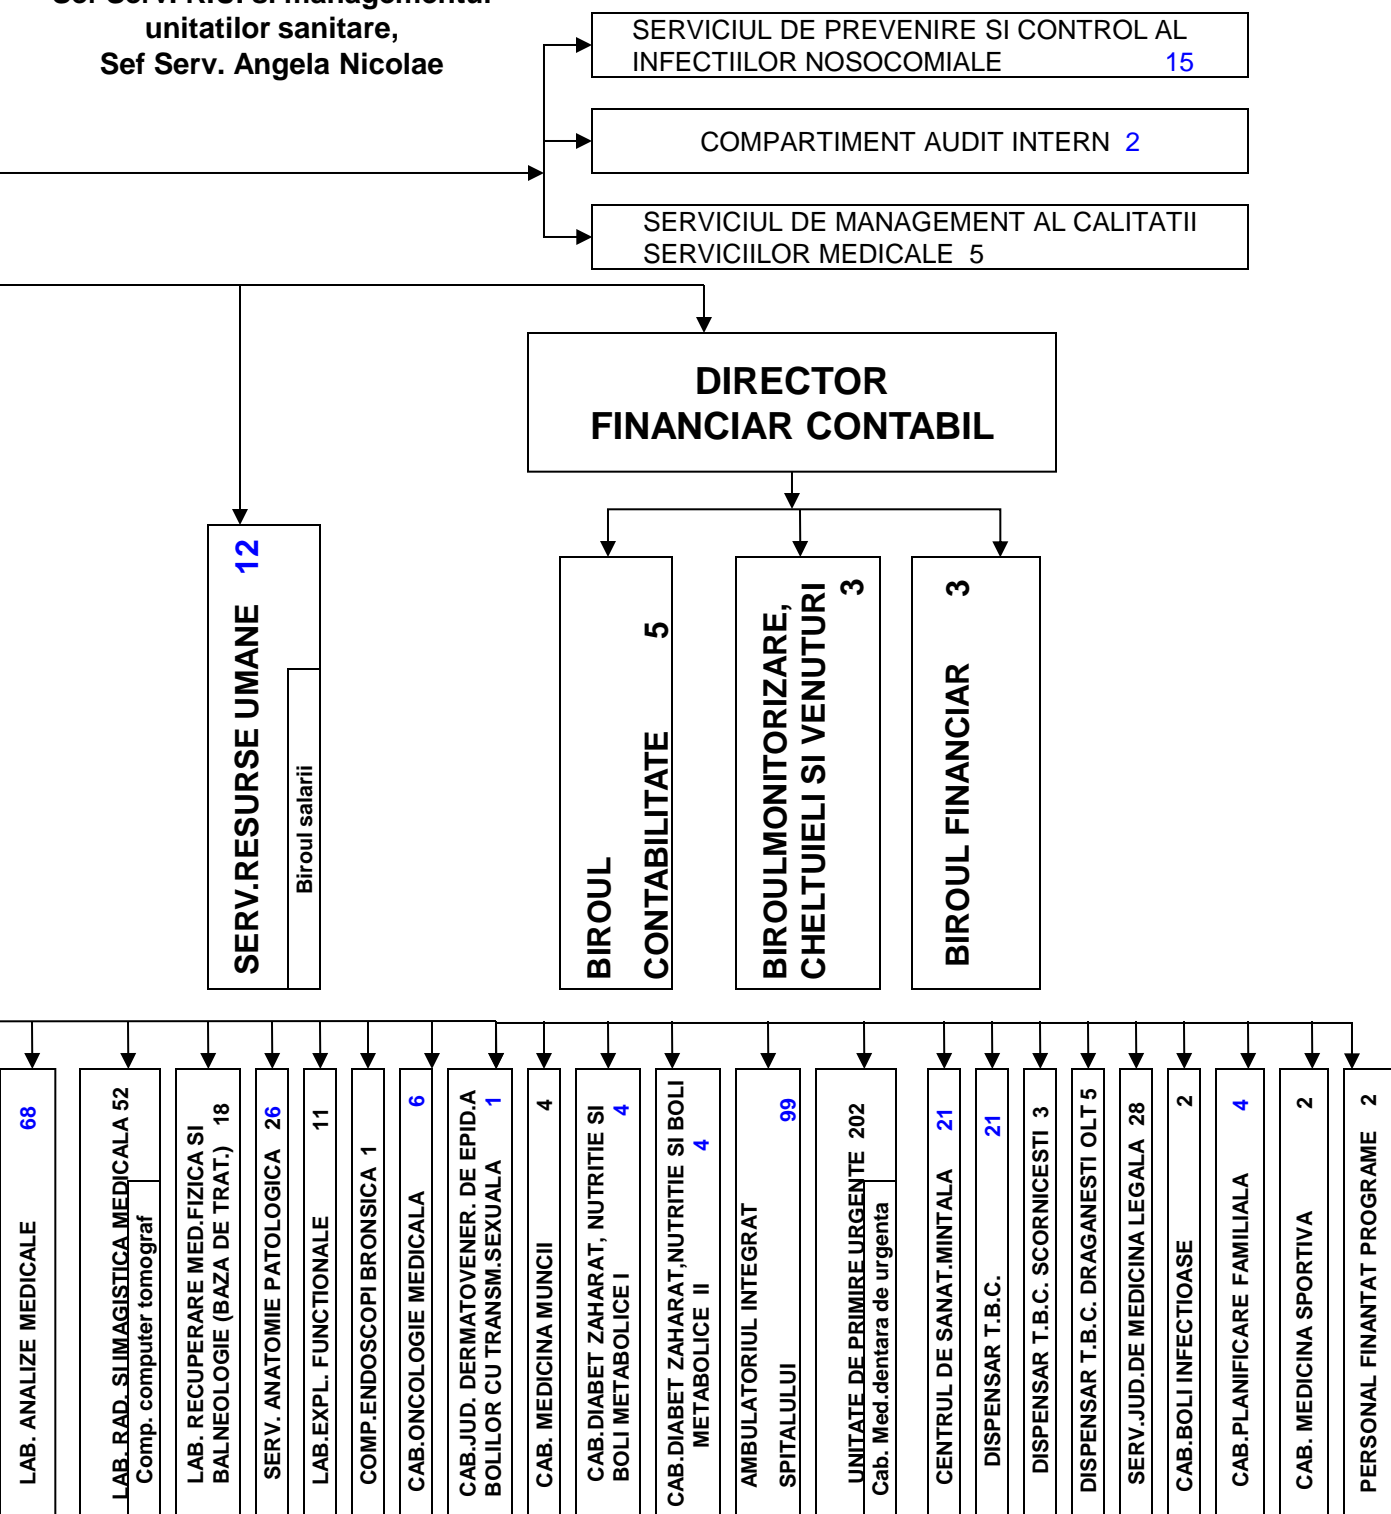 Sef Serv. R.U. si managementul
unitatilor sanitare,
Sef Serv. Angela Nicolae
SERVICIUL DE PREVENIRE SI CONTROL AL
INFECTIILOR NOSOCOMIALE 15
COMPARTIMENT AUDIT INTERN 2
SERVICIUL DE MANAGEMENT AL CALITATII
SERVICIILOR MEDICALE 5
DIRECTOR
FINANCIAR CONTABIL
SERV.RESURSE UMANE 12
Biroul salarii
BIROUL
CONTABILITATE 5
BIROULMONITORIZARE,
CHELTUIELI SI VENUTURI 3
BIROUL FINANCIAR 3
LAB. ANALIZE MEDICALE 68
LAB. RAD. SI IMAGISTICA MEDICALA 52
Comp. computer tomograf
LAB. RECUPERARE MED.FIZICA SI
BALNEOLOGIE (BAZA DE TRAT.) 18
SERV. ANATOMIE PATOLOGICA 26
LAB.EXPL. FUNCTIONALE 11
COMP.ENDOSCOPI BRONSICA 1
CAB.ONCOLOGIE MEDICALA 6
CAB.JUD. DERMATOVENER. DE EPID.A
BOLILOR CU TRANSM.SEXUALA 1
CAB. MEDICINA MUNCII 4
CAB.DIABET ZAHARAT, NUTRITIE SI
BOLI METABOLICE I 4
CAB.DIABET ZAHARAT,NUTRITIE SI BOLI
METABOLICE II 4
AMBULATORIUL INTEGRAT 99
SPITALULUI
UNITATE DE PRIMIRE URGENTE 202
Cab. Med.dentara de urgenta
CENTRUL DE SANAT.MINTALA 21
DISPENSAR T.B.C. 21
DISPENSAR T.B.C. SCORNICESTI 3
DISPENSAR T.B.C. DRAGANESTI OLT 5
SERV.JUD.DE MEDICINA LEGALA 28
CAB.BOLI INFECTIOASE 2
CAB.PLANIFICARE FAMILIALA 4
CAB. MEDICINA SPORTIVA 2
PERSONAL FINANTAT PROGRAME 2